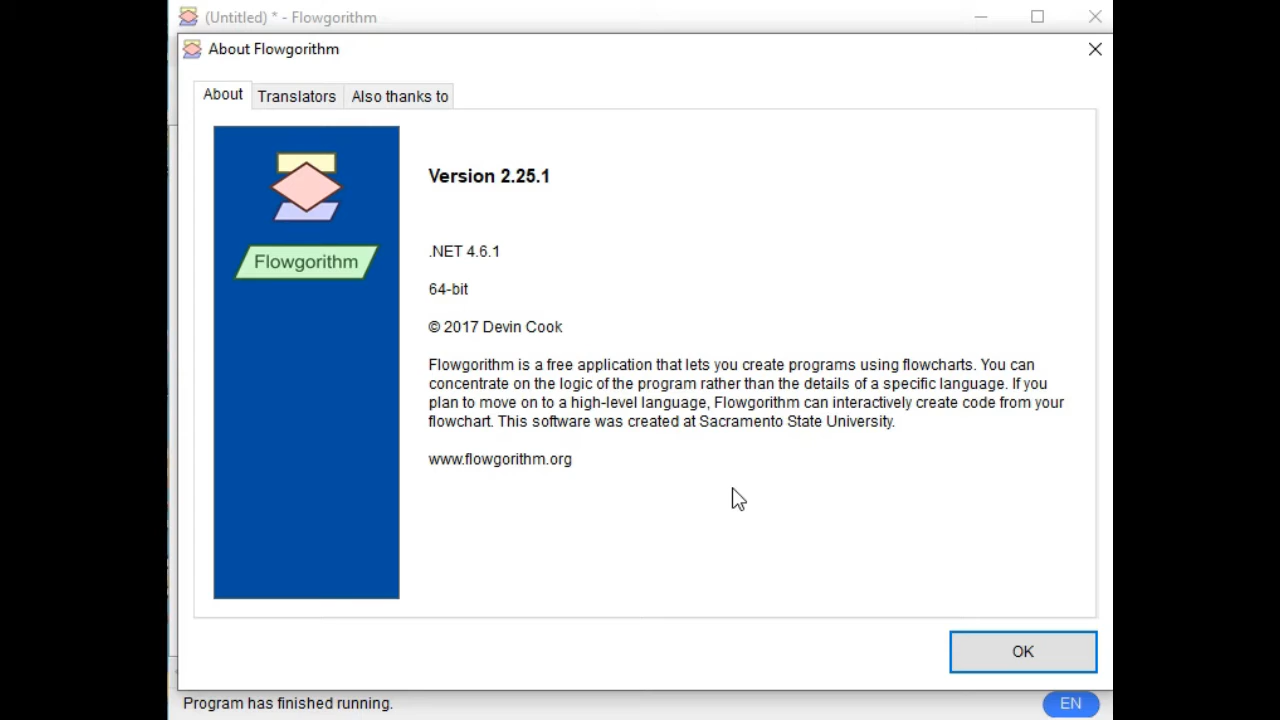 (Untitled) * - Flowgorithm
About Flowgorithm
About Translators Also thanks to
Flowgorithm
Version 2.25.1
.NET 4.6.1
64-bit
© 2017 Devin Cook
Flowgorithm is a free application that lets you create programs using flowcharts. You can
concentrate on the logic of the program rather than the details of a specific language. If you
plan to move on to a high-level language, Flowgorithm can interactively create code from your
flowchart. This software was created at Sacramento State University.
www.flowgorithm.org
OK
Program has finished running.
EN